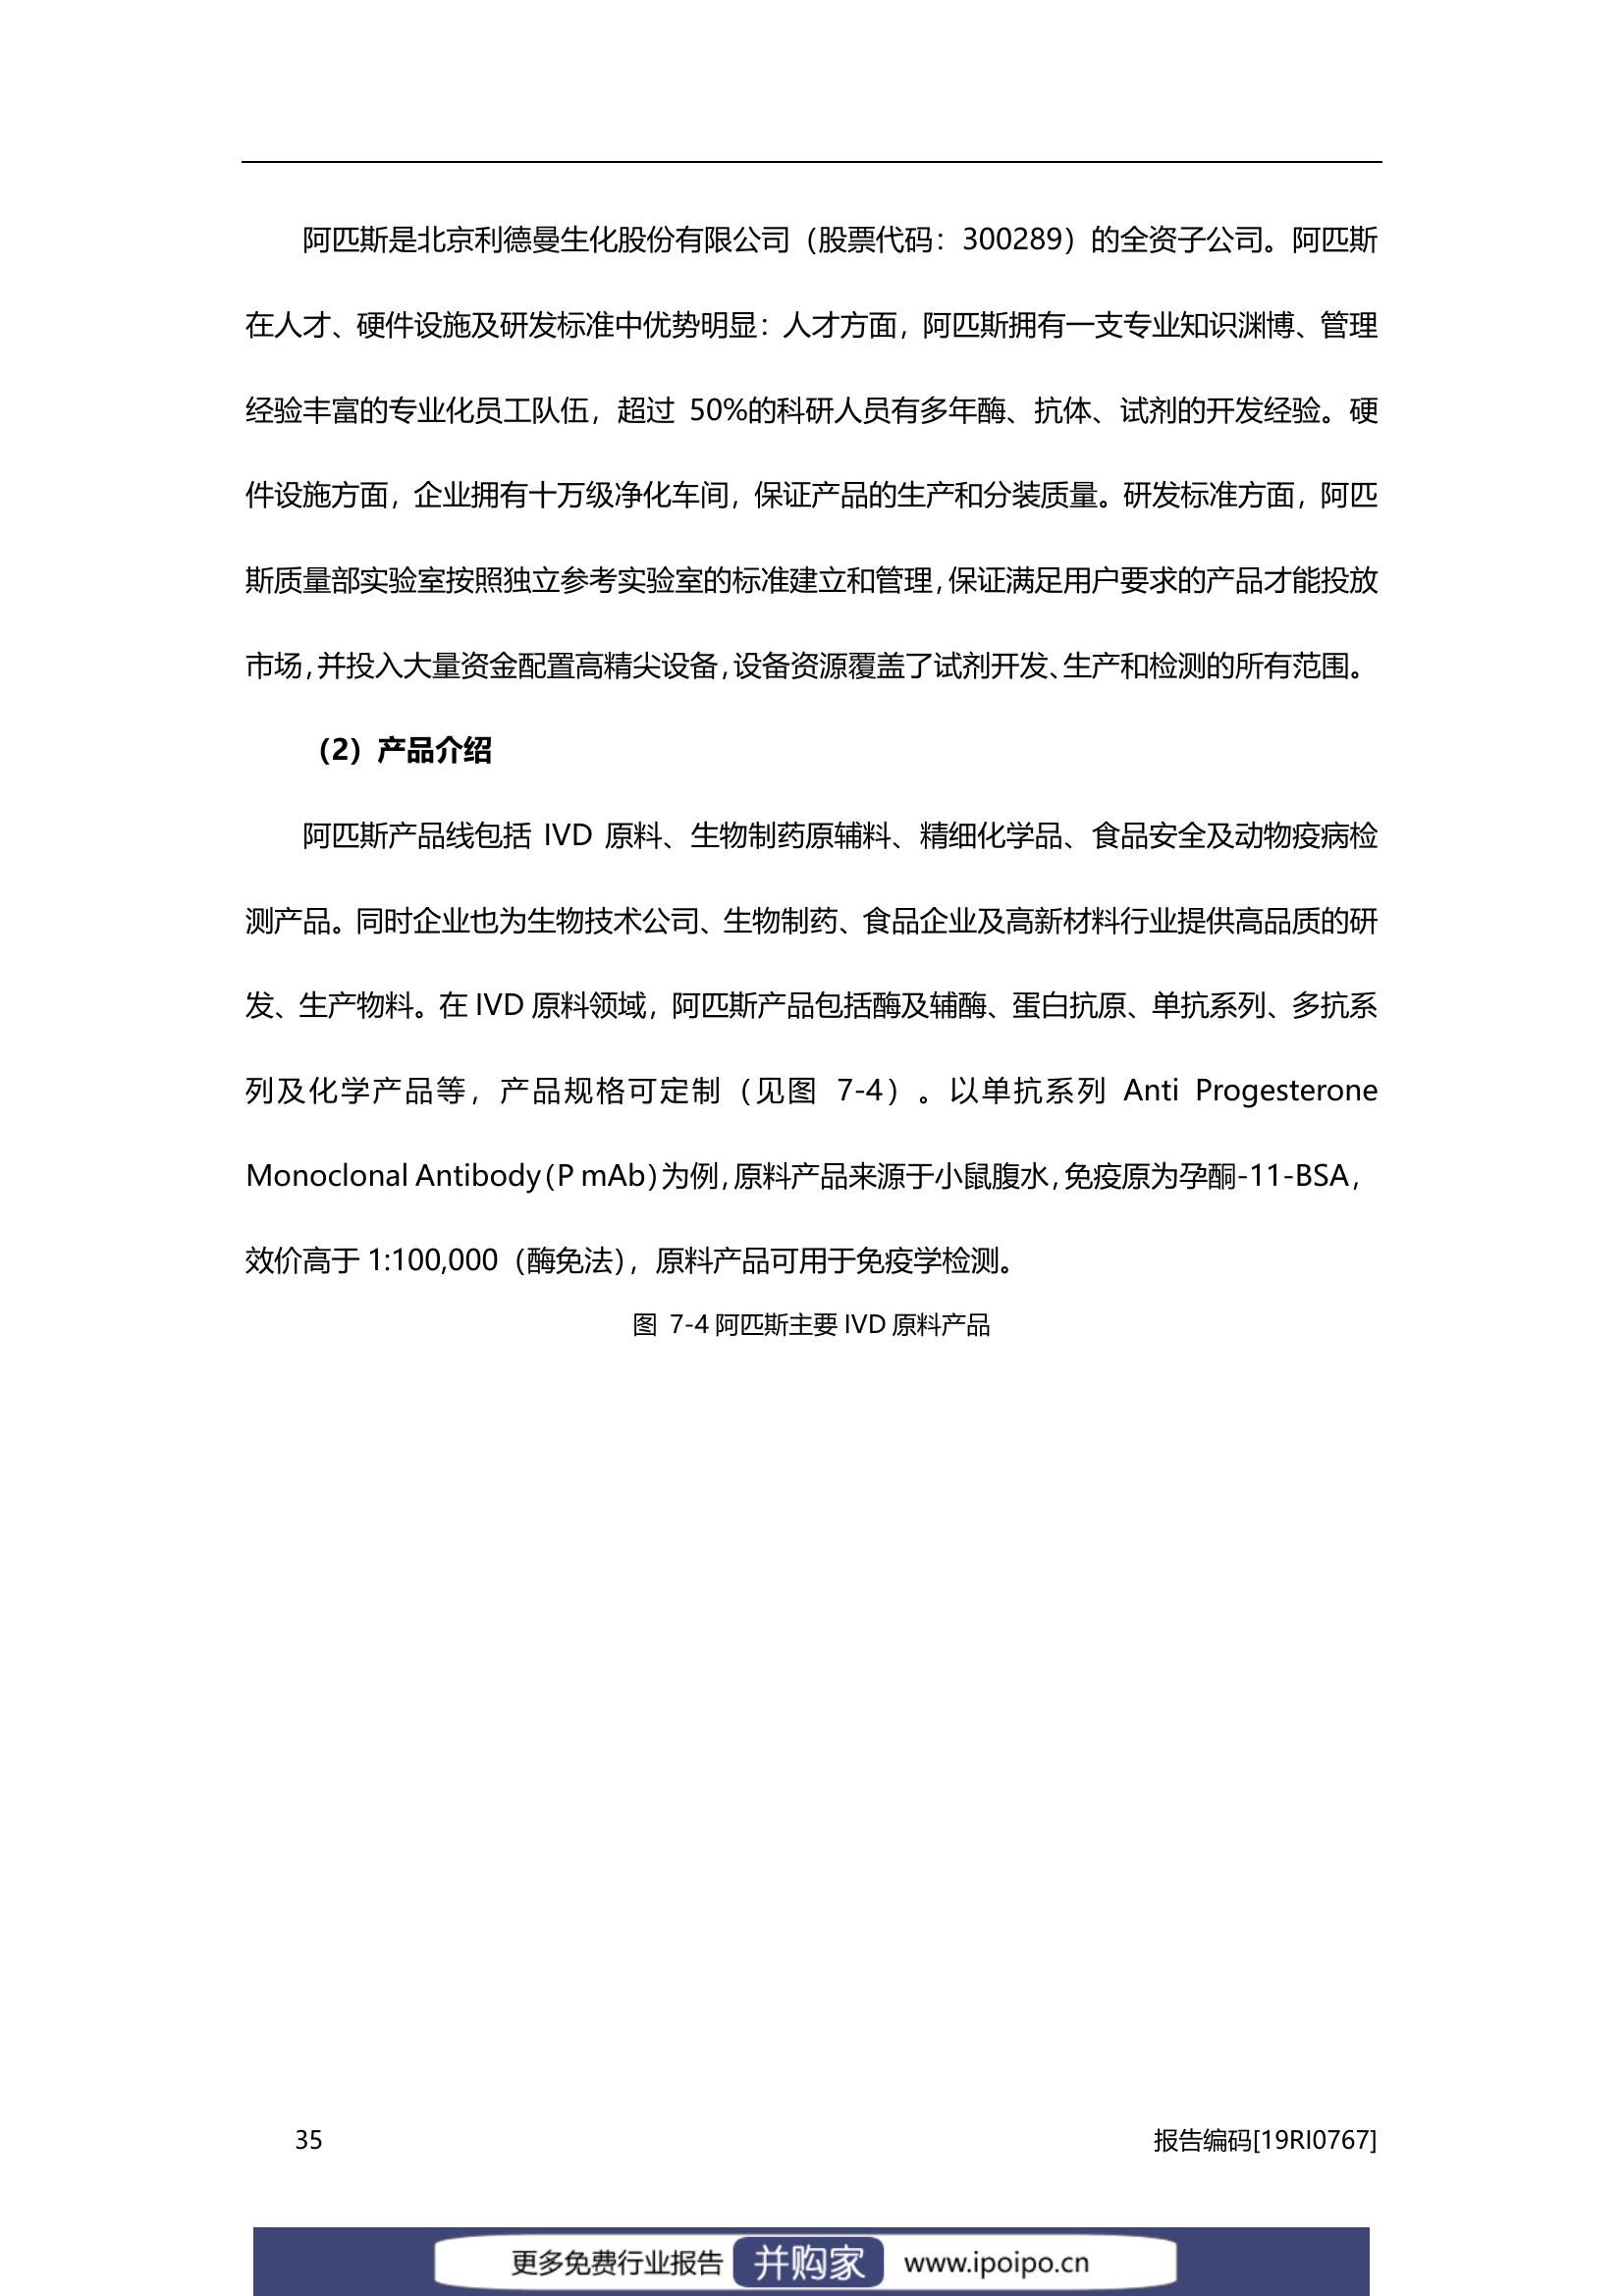 阿匹斯是北京利德曼生化股份有限公司（股票代码：300289）的全资子公司。阿匹斯
在人才、硬件设施及研发标准中优势明显：人才方面，阿匹斯拥有一支专业知识渊博、管理
经验丰富的专业化员工队伍，超过 50%的科研人员有多年酶、抗体、试剂的开发经验。硬
件设施方面，企业拥有十万级净化车间，保证产品的生产和分装质量。研发标准方面，阿匹
斯质量部实验室按照独立参考实验室的标准建立和管理，保证满足用户要求的产品才能投放
市场，并投入大量资金配置高精尖设备，设备资源覆盖了试剂开发、生产和检测的所有范围。
（2）产品介绍
阿匹斯产品线包括 IVD 原料、生物制药原辅料、精细化学品、食品安全及动物疫病检
测产品。同时企业也为生物技术公司、生物制药、食品企业及高新材料行业提供高品质的研
发、生产物料。在 IVD 原料领域，阿匹斯产品包括酶及辅酶、蛋白抗原、单抗系列、多抗系
列及化学产品等，产品规格可定制（见图 7-4）。以单抗系列 Anti Progesterone
Monoclonal Antibody（P mAb）为例，原料产品来源于小鼠腹水，免疫原为孕酮-11-BSA，
效价高于 1:100,000（酶免法），原料产品可用于免疫学检测。
图 7-4 阿匹斯主要 IVD 原料产品
35 报告编码[19RI0767]
更多免费行业报告 并购家 www.ipoipo.cn